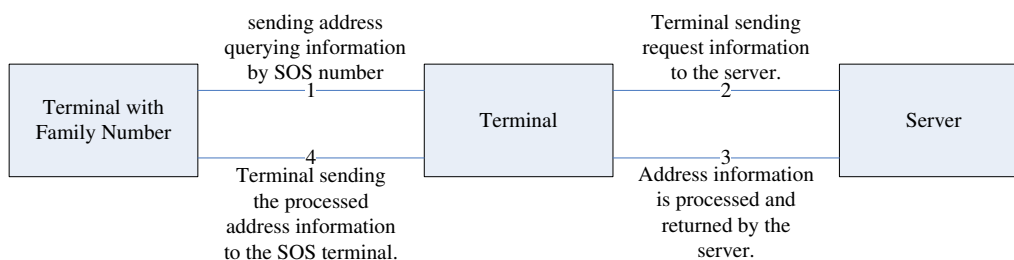 sending address
querying information
by SOS number
1
Terminal sending
request information
to the server.
2
Terminal with
Family Number
Terminal
Server
4
Terminal sending
the processed
address information
to the SOS terminal.
3
Address information
is processed and
returned by the
server.